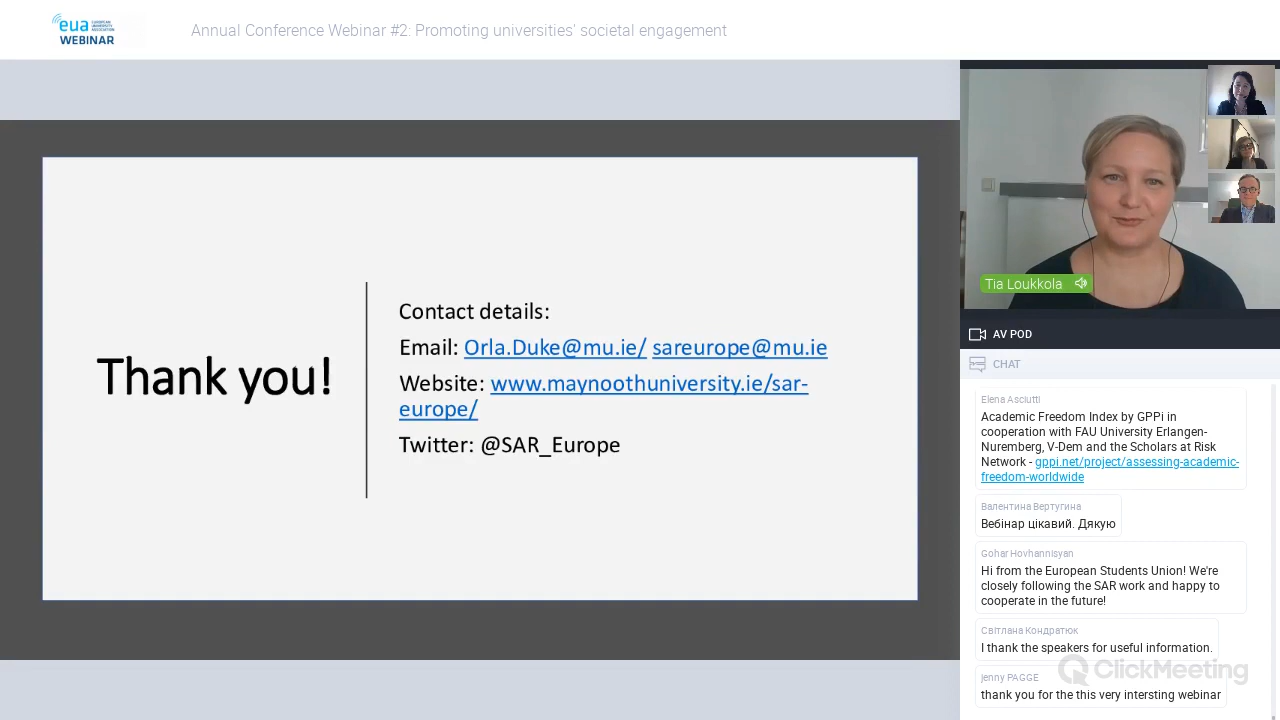 eua EUROPEAN
UNIVERSITY
ASSOCIATION
WEBINAR
Annual Conference Webinar #2: Promoting universities' societal engagement
Thank you!
Contact details:
Email: Orla.Duke@mu.ie/ sareurope@mu.ie
Website: www.maynoothuniversity.ie/sar-
europe/
Twitter: @SAR_Europe
Tia Loukkola
AV POD
CHAT
Elena Asciutti
Academic Freedom Index by GPPi in
cooperation with FAU University Erlangen-
Nuremberg, V-Dem and the Scholars at Risk
Network - gppi.net/project/assessing-academic-
freedom-worldwide
Валентина Вертугина
Вебінар цікавий. Дякую
Gohar Hovhannisyan
Hi from the European Students Union! We're
closely following the SAR work and happy to
cooperate in the future!
Світлана Кондратюк
I thank the speakers for useful information.
ClickMeeting
jenny PAGGE
thank you for the this very intersting webinar